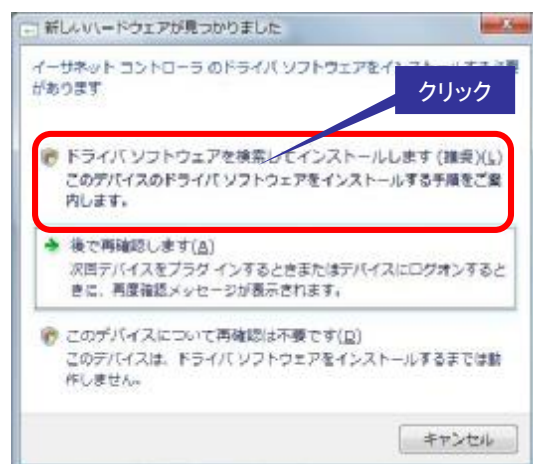 新しいハードウェアが見つかりました
イーサネット コントローラ のドライバ ソフトウェアをイン
があります
クリック
ドライバ ソフトウェアを検索してインストールします (推奨)(L)
このデバイスのドライバ ソフトウェアをインストールする手順をご案
内します。
後で再確認します(A)
次回デバイスをプラグ インするときまたはデバイスにログオンすると
きに、再度確認メッセージが表示されます。
このデバイスについて再確認は不要です(D)
このデバイスは、ドライバ ソフトウェアをインストールするまでは動
作しません。
キャンセル